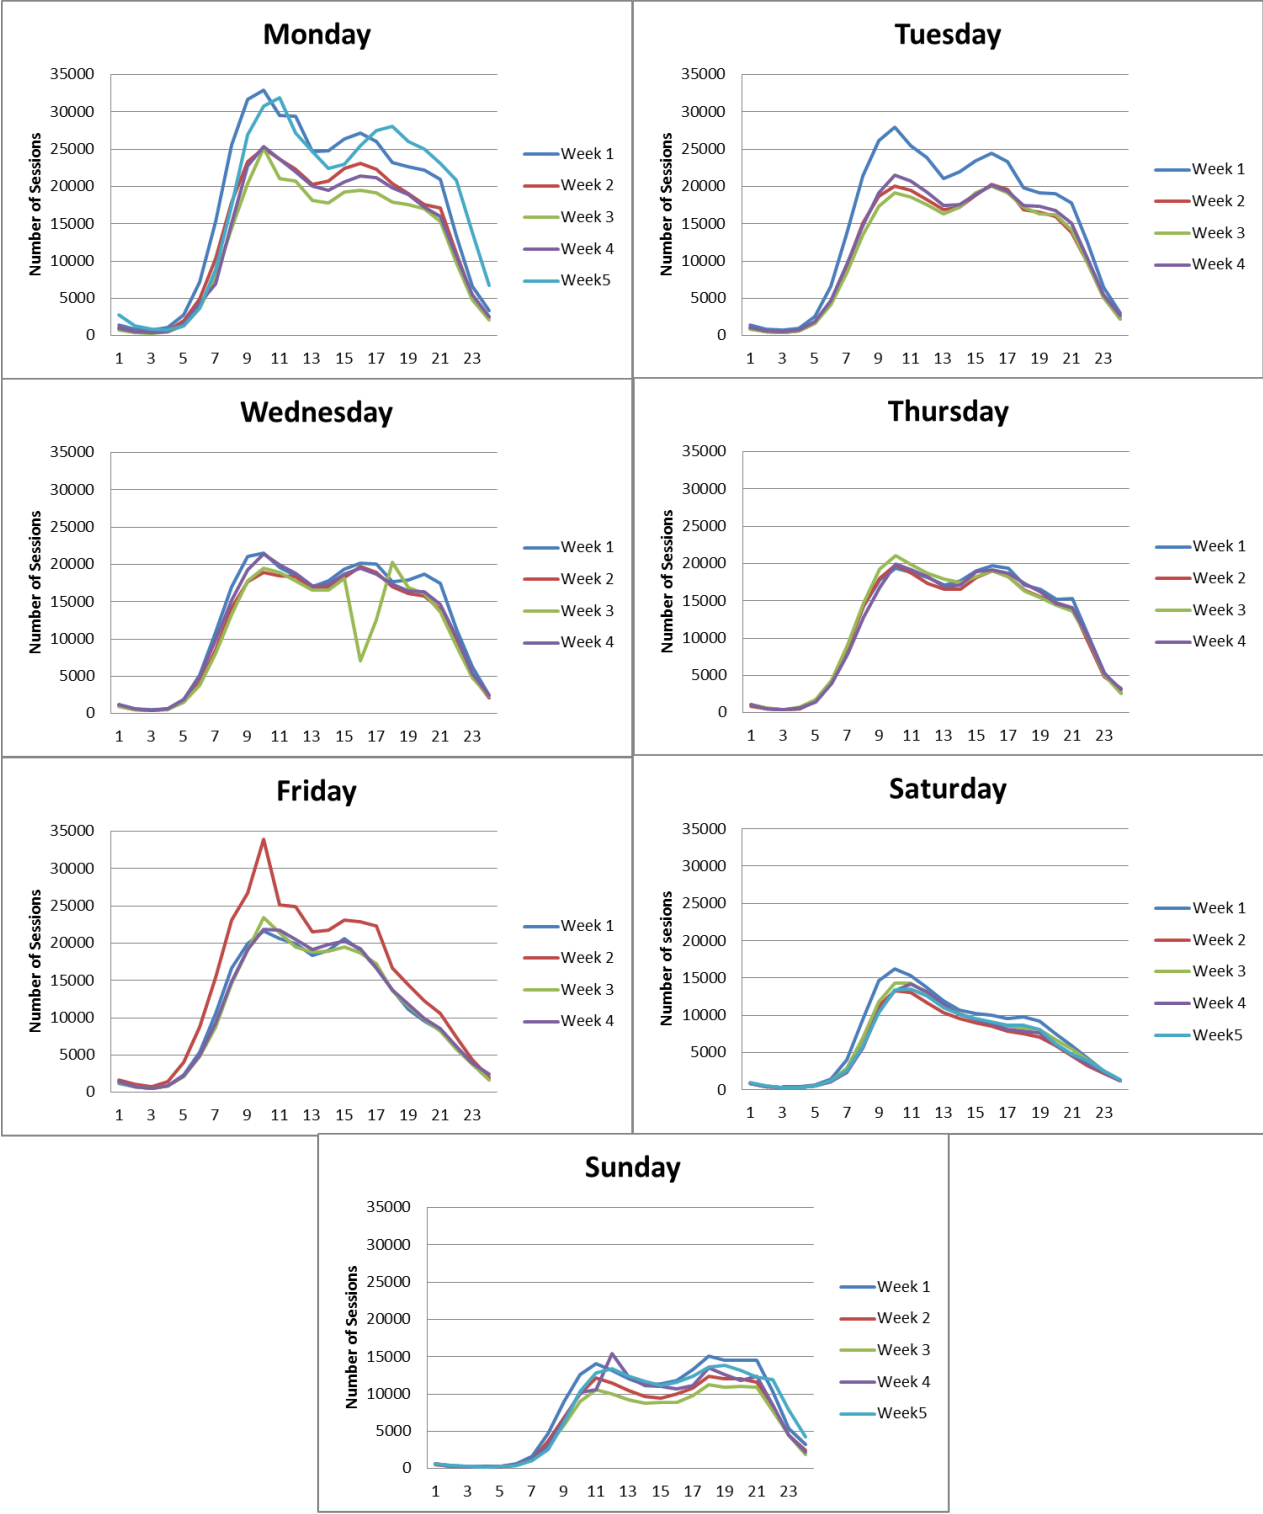 Monday
35000
30000
25000
20000
15000
10000
5000
0
Number of Sessions
1 3 5 7 9 11 13 15 17 19 21 23
Week 1
Week 2
Week 3
Week 4
Week5
Tuesday
35000
30000
25000
20000
15000
10000
5000
0
Number of Sessions
1 3 5 7 9 11 13 15 17 19 21 23
Week 1
Week 2
Week 3
Week 4
Wednesday
35000
30000
25000
20000
15000
10000
5000
0
Number of Sessions
1 3 5 7 9 11 13 15 17 19 21 23
Week 1
Week 2
Week 3
Week 4
Thursday
35000
30000
25000
20000
15000
10000
5000
0
Number of Sessions
1 3 5 7 9 11 13 15 17 19 21 23
Week 1
Week 2
Week 3
Week 4
Friday
35000
30000
25000
20000
15000
10000
5000
0
Number of Sessions
1 3 5 7 9 11 13 15 17 19 21 23
Week 1
Week 2
Week 3
Week 4
Saturday
35000
30000
25000
20000
15000
10000
5000
0
Number of sesions
1 3 5 7 9 11 13 15 17 19 21 23
Week 1
Week 2
Week 3
Week 4
Week5
Sunday
35000
30000
25000
20000
15000
10000
5000
0
Number of Sessions
1 3 5 7 9 11 13 15 17 19 21 23
Week 1
Week 2
Week 3
Week 4
Week5